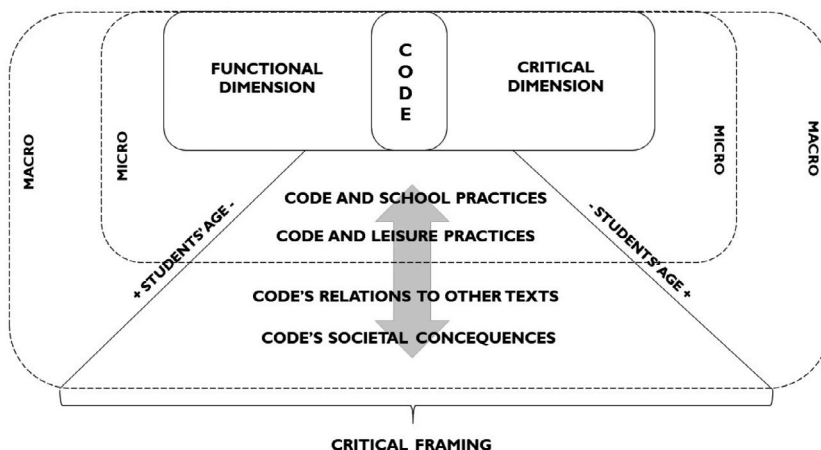 FUNCTIONAL
DIMENSION
C
O
D
E
CRITICAL
DIMENSION
MACRO
MICRO
MICRO
MACRO
CODE AND SCHOOL PRACTICES
CODE AND LEISURE PRACTICES
+ STUDENTS' AGE -
- STUDENTS' AGE +
CODE'S RELATIONS TO OTHER TEXTS
CODE'S SOCIETAL CONCEQUENCES
CRITICAL FRAMING